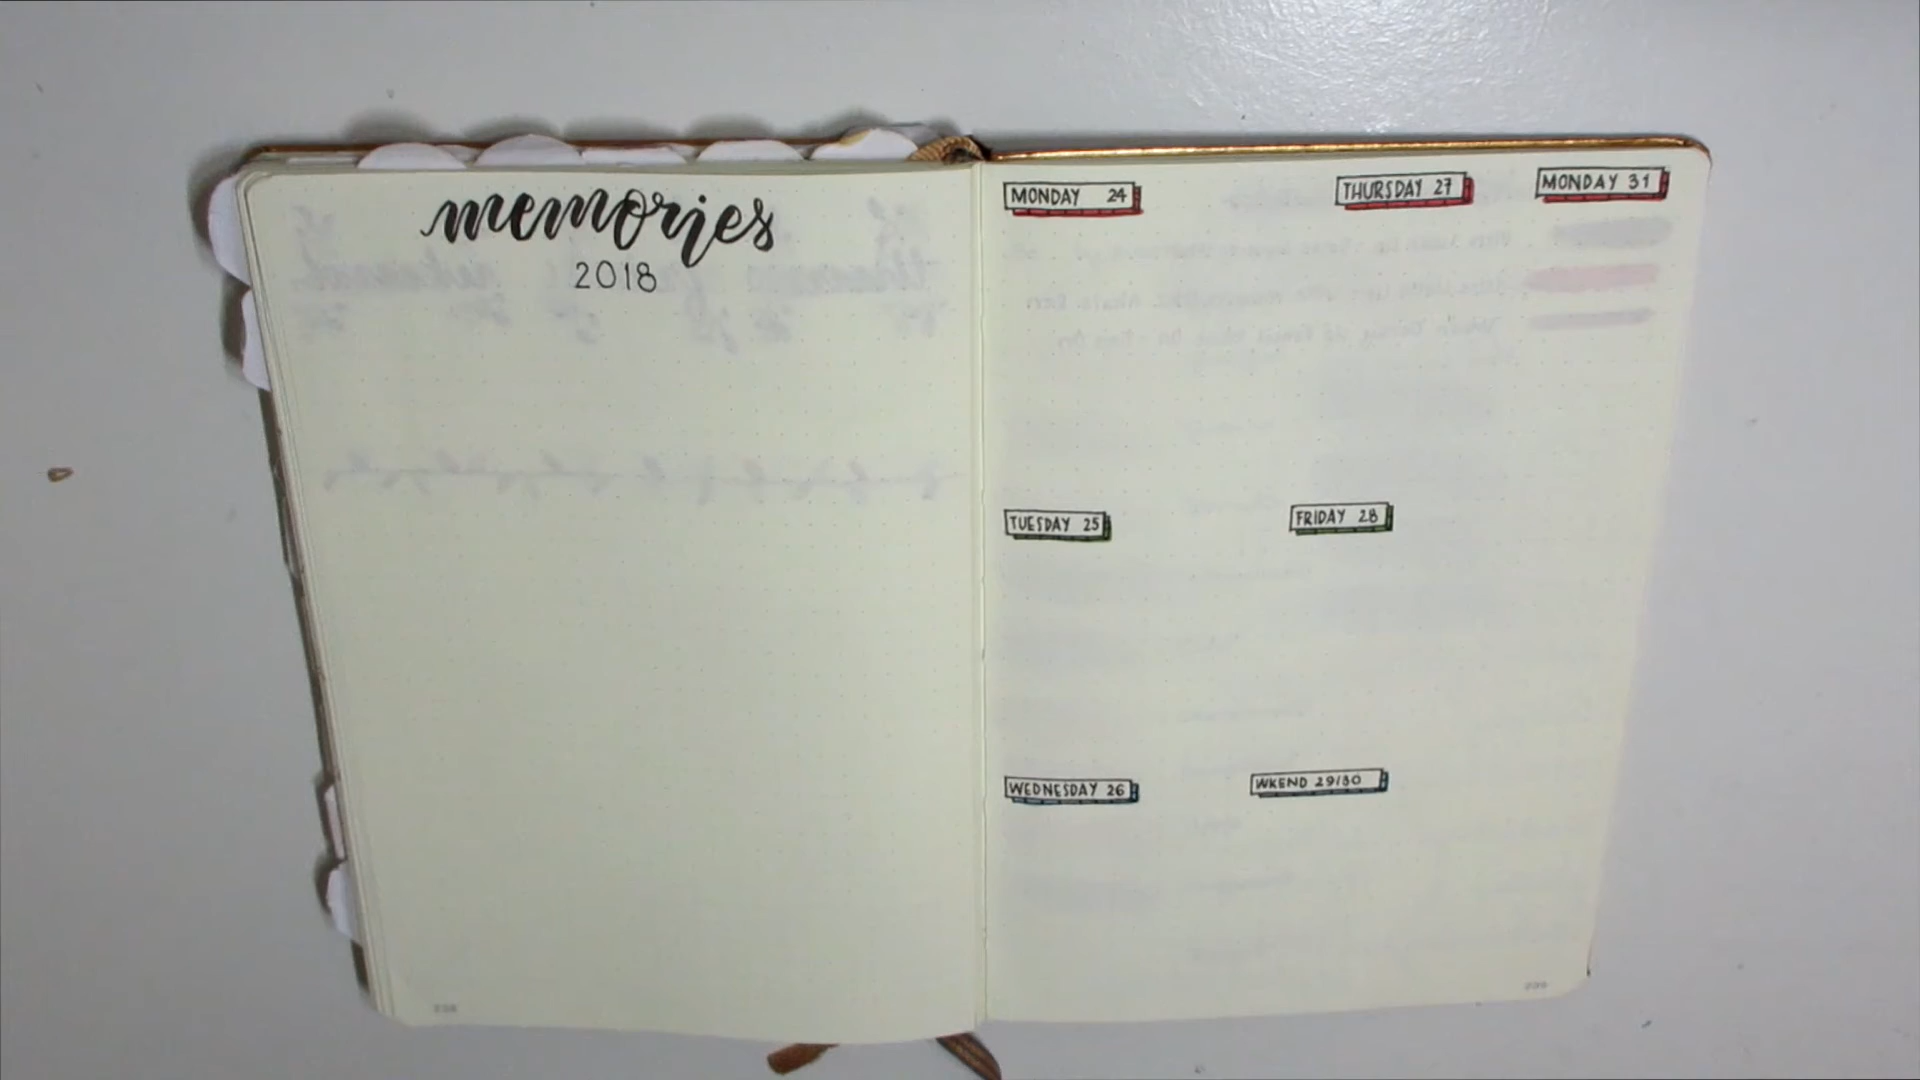 memories
2018
MONDAY 24
THURSDAY 27
MONDAY 31
TUESDAY 25
FRIDAY 28
WEDNESDAY 26
WKEND 29/30